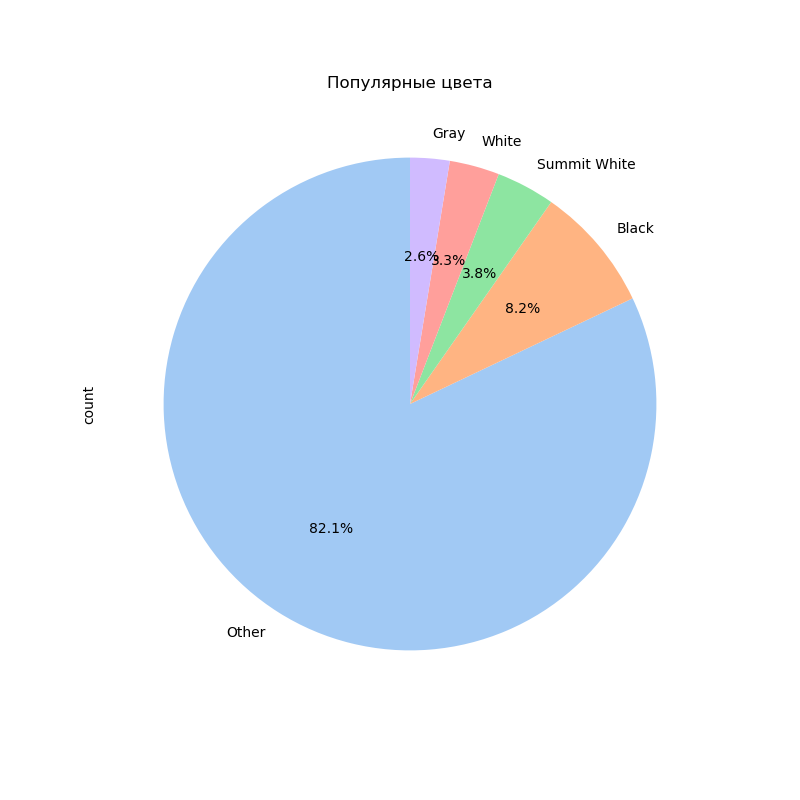 Популярные цвета
Gray
White
Summit White
Black
2.6%
3.3%
3.8%
8.2%
count
82.1%
Other